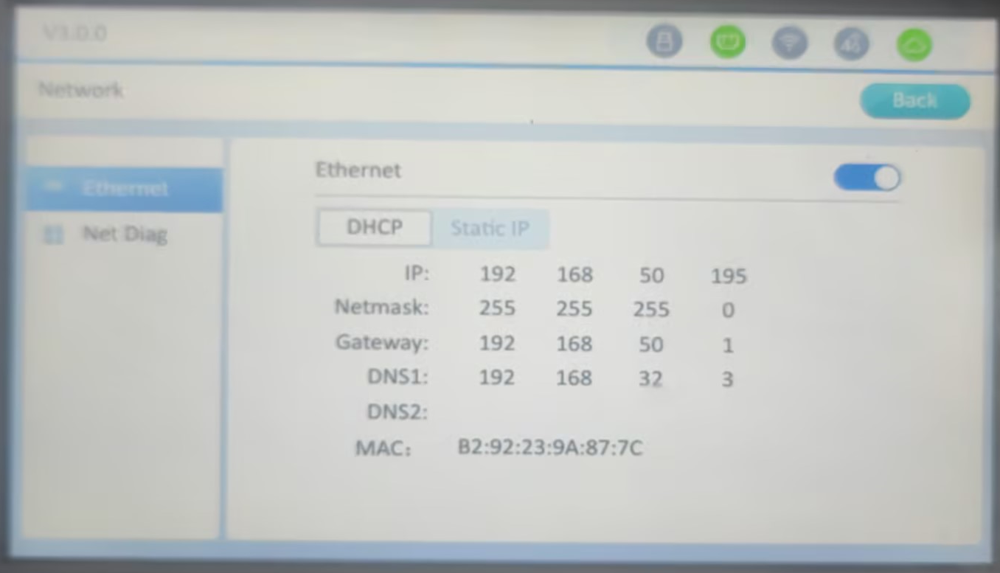 V3.0.0
4G
Network
Back
Ethernet
Net Diag
Ethernet
DHCP Static IP
IP: 192 168 50 195
Netmask: 255 255 255 0
Gateway: 192 168 50 1
DNS1: 192 168 32 3
DNS2:
MAC: B2:92:23:9A:87:7C